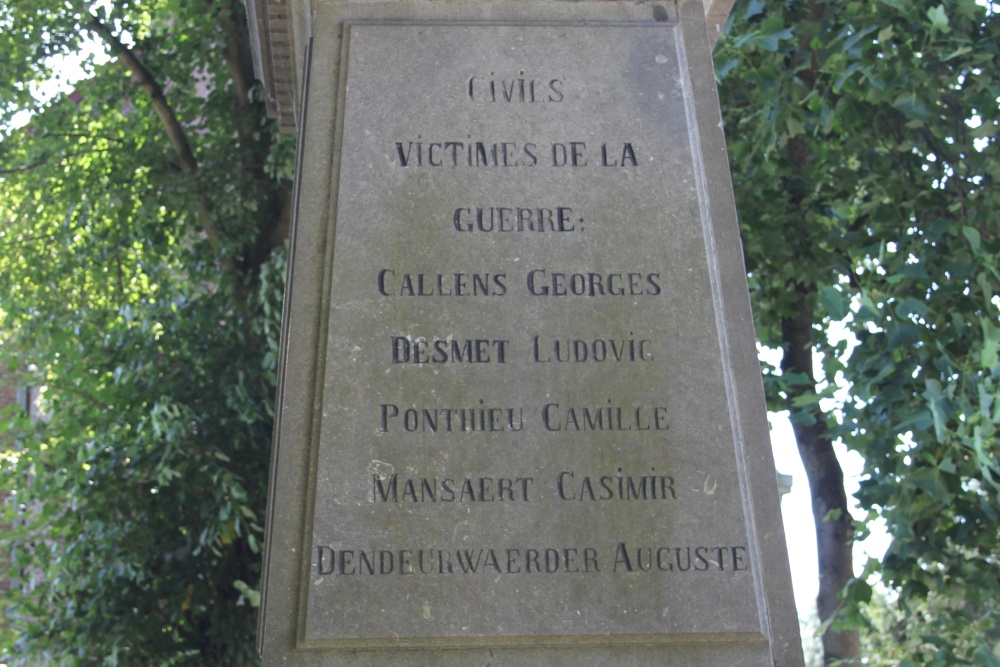 CiViLS
VICTIMES DE LA
GUERRE:
CALLENS GEORGES
DESMET LUDOVIC
PONTHIEU CAMILLE
MANSAERT CASIMIR
DENDEURWAERDER AUGUSTE